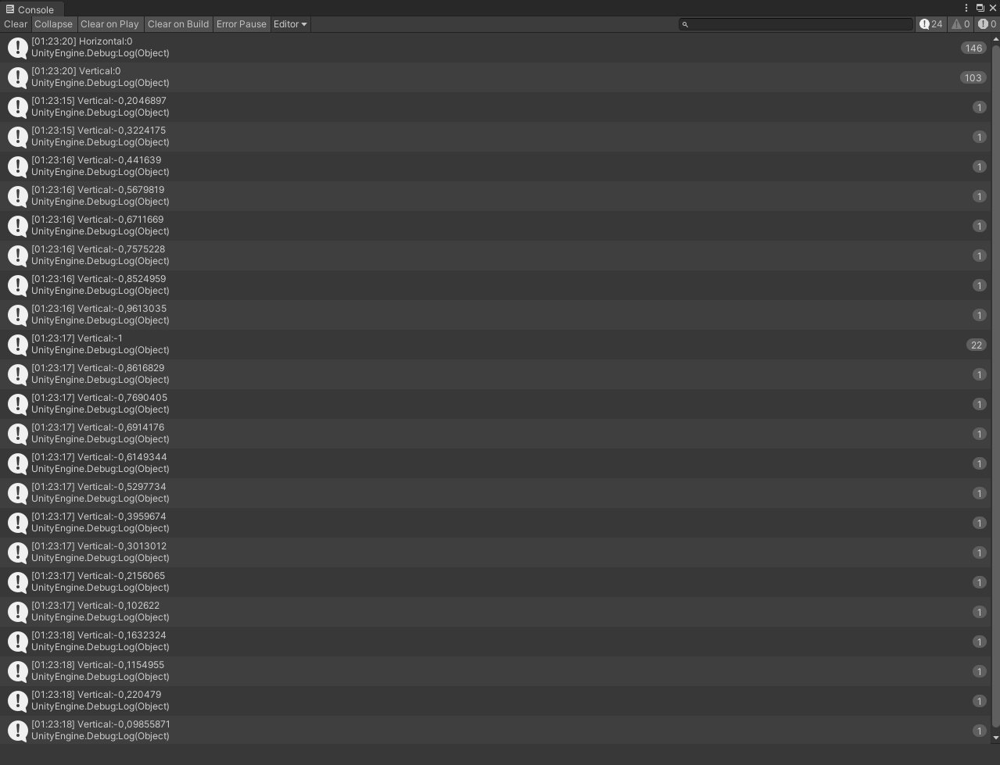 Console
Clear Collapse Clear on Play Clear on Build Error Pause Editor 24 0 0
[01:23:20] Horizontal:0
UnityEngine.Debug:Log(Object)
146
[01:23:20] Vertical:0
UnityEngine.Debug:Log(Object)
103
[01:23:15] Vertical:-0,2046897
UnityEngine.Debug:Log(Object)
1
[01:23:15] Vertical:-0,3224175
UnityEngine.Debug:Log(Object)
1
[01:23:16] Vertical:-0,441639
UnityEngine.Debug:Log(Object)
1
[01:23:16] Vertical:-0,5679819
UnityEngine.Debug:Log(Object)
1
[01:23:16] Vertical:-0,6711669
UnityEngine.Debug:Log(Object)
1
[01:23:16] Vertical:-0,7575228
UnityEngine.Debug:Log(Object)
1
[01:23:16] Vertical:-0,8524959
UnityEngine.Debug:Log(Object)
1
[01:23:16] Vertical:-0,9613035
UnityEngine.Debug:Log(Object)
1
[01:23:17] Vertical:-1
UnityEngine.Debug:Log(Object)
22
[01:23:17] Vertical:-0,8616829
UnityEngine.Debug:Log(Object)
1
[01:23:17] Vertical:-0,7690405
UnityEngine.Debug:Log(Object)
1
[01:23:17] Vertical:-0,6914176
UnityEngine.Debug:Log(Object)
1
[01:23:17] Vertical:-0,6149344
UnityEngine.Debug:Log(Object)
1
[01:23:17] Vertical:-0,5297734
UnityEngine.Debug:Log(Object)
1
[01:23:17] Vertical:-0,3959674
UnityEngine.Debug:Log(Object)
1
[01:23:17] Vertical:-0,3013012
UnityEngine.Debug:Log(Object)
1
[01:23:17] Vertical:-0,2156065
UnityEngine.Debug:Log(Object)
1
[01:23:17] Vertical:-0,102622
UnityEngine.Debug:Log(Object)
1
[01:23:18] Vertical:-0,1632324
UnityEngine.Debug:Log(Object)
1
[01:23:18] Vertical:-0,1154955
UnityEngine.Debug:Log(Object)
1
[01:23:18] Vertical:-0,220479
UnityEngine.Debug:Log(Object)
1
[01:23:18] Vertical:-0,09855871
UnityEngine.Debug:Log(Object)
1